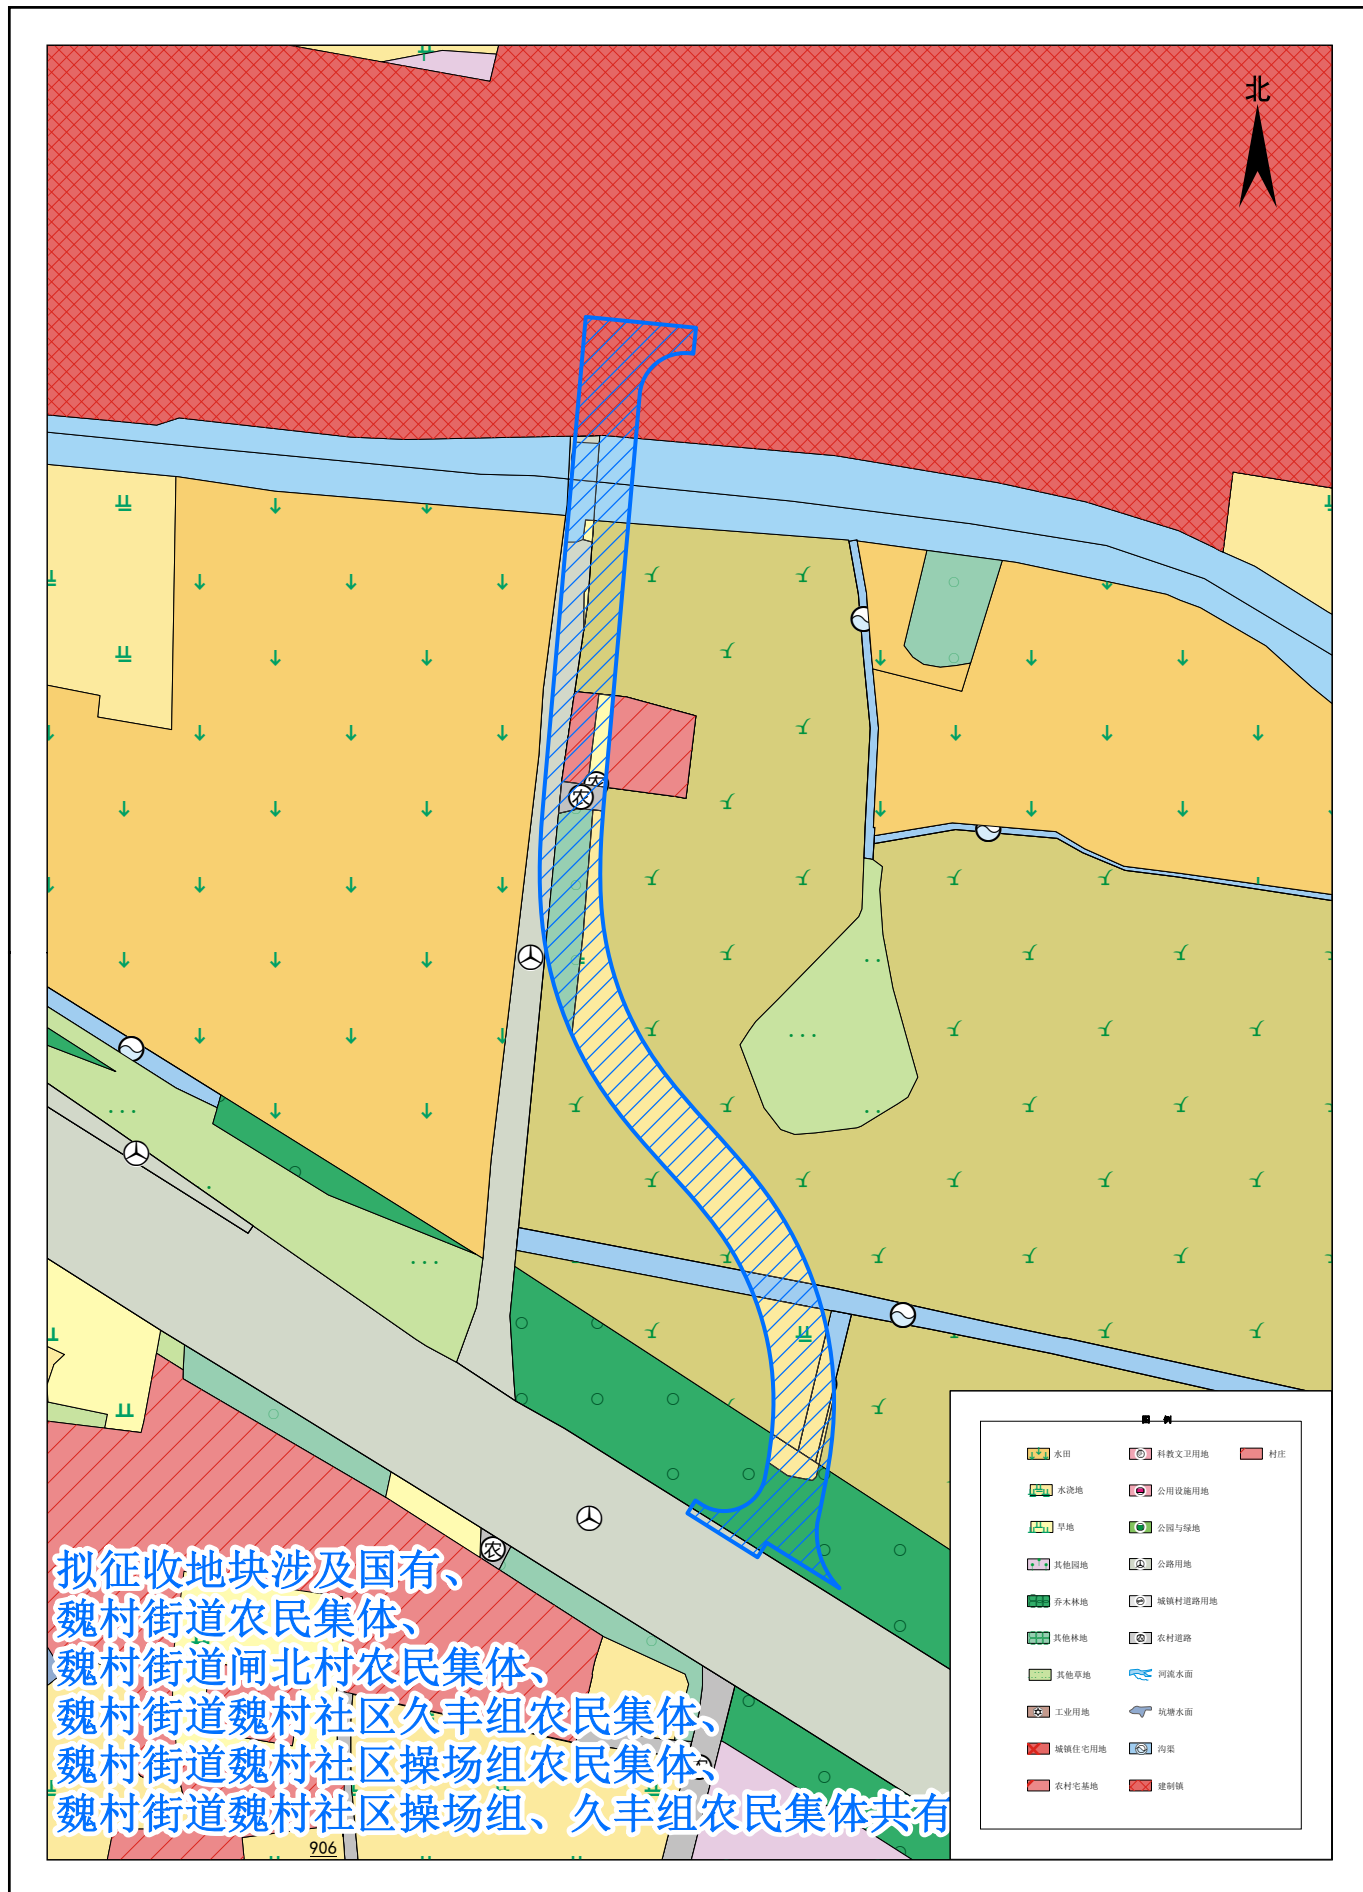 北
农
农
农
拟征收地块涉及国有、
魏村街道农民集体、
魏村街道闸北村农民集体、
魏村街道魏村社区久丰组农民集体、
魏村街道魏村社区操场组农民集体、
魏村街道魏村社区操场组、久丰组农民集体共有
906
图 例
水田 科教文卫用地 村庄
水浇地 公用设施用地
旱地 公园与绿地
其他园地 公路用地
乔木林地 城镇村道路用地
其他林地 农村道路
其他草地 河流水面
工业用地 坑塘水面
城镇住宅用地 沟渠
农村宅基地 建制镇